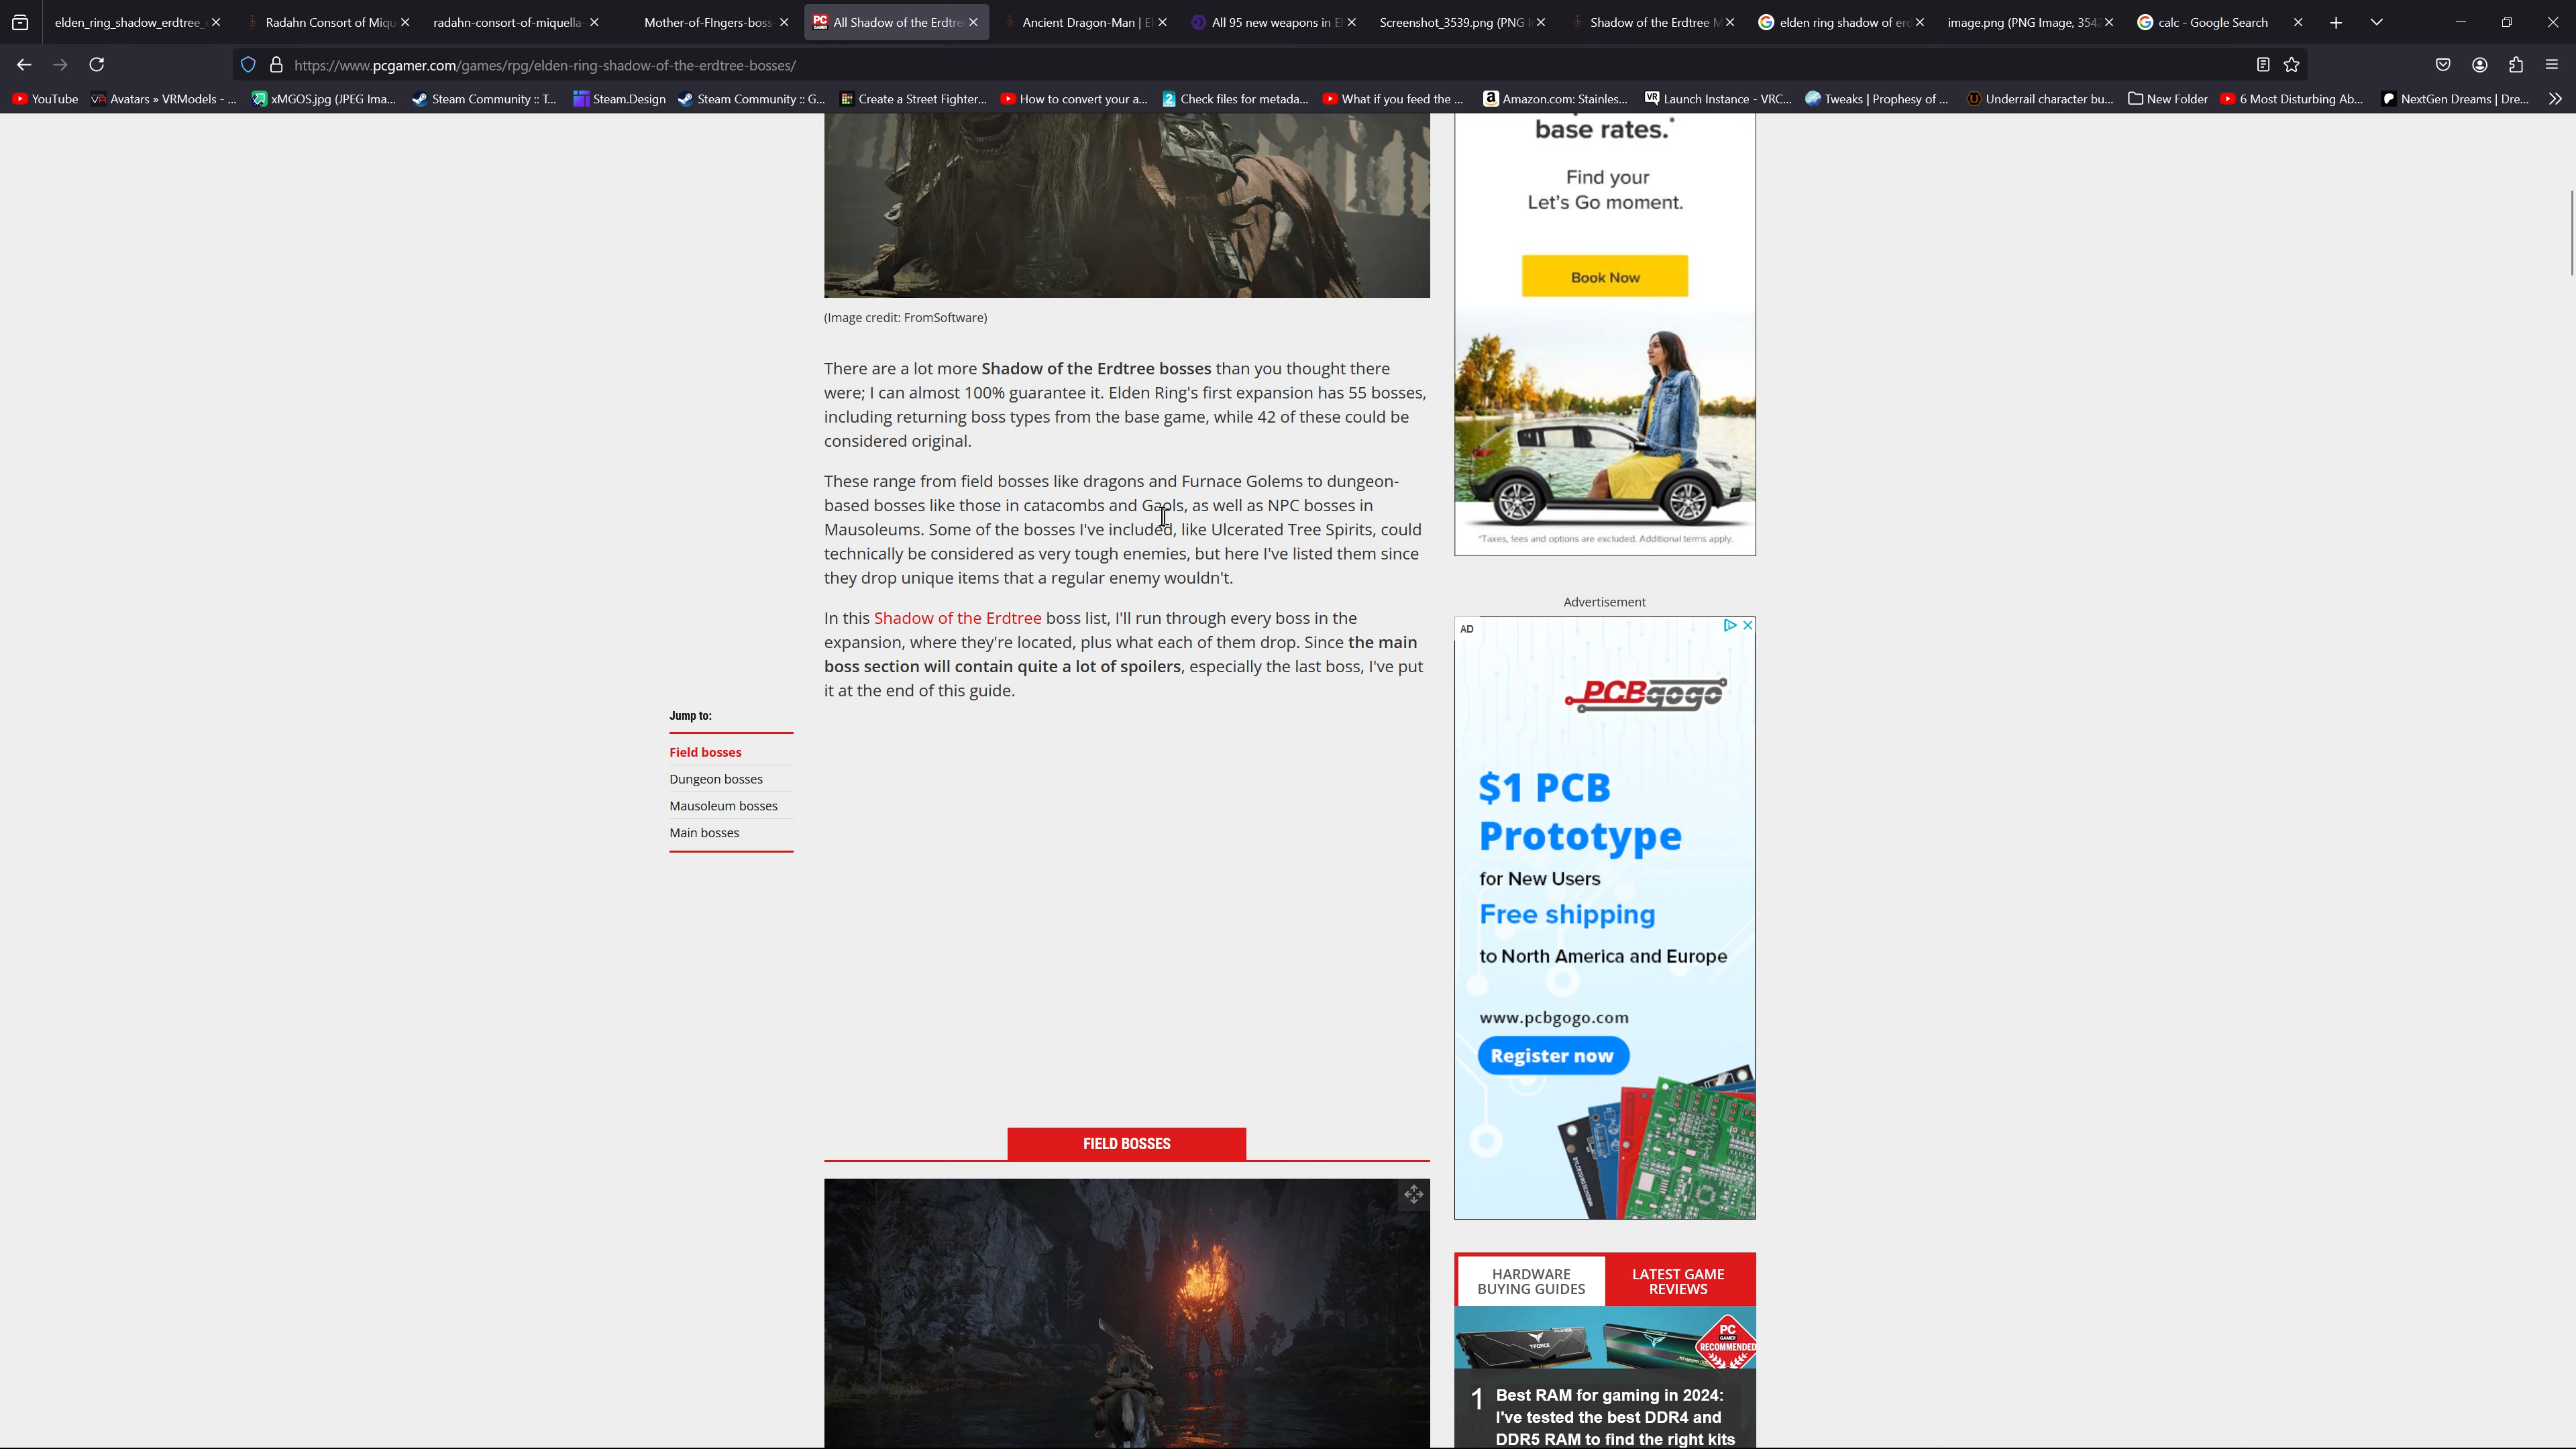 elden_ring_shadow_erdtree_
Radahn Consort of Miqu
radahn-consort-of-miquella-
Mother-of-FIngers-boss-
All Shadow of the Erdtre
Ancient Dragon-Man | El
All 95 new weapons in El
Screenshot_3539.png (PNG I
Shadow of the Erdtree M
elden ring shadow of erd
image.png (PNG Image, 354
calc - Google Search
https://www.pcgamer.com/games/rpg/elden-ring-shadow-of-the-erdtree-bosses/
YouTube
Avatars » VRModels - ...
xMGOS.jpg (JPEG Ima...
Steam Community :: T...
Steam.Design
Steam Community :: G...
Create a Street Fighter...
How to convert your a...
Check files for metada...
What if you feed the ...
Amazon.com: Stainles...
Launch Instance - VRC...
Tweaks | Prophesy of ...
Underrail character bu...
New Folder
6 Most Disturbing Ab...
NextGen Dreams | Dre...
(Image credit: FromSoftware)
There are a lot more Shadow of the Erdtree bosses than you thought there
were; I can almost 100% guarantee it. Elden Ring's first expansion has 55 bosses,
including returning boss types from the base game, while 42 of these could be
considered original.
These range from field bosses like dragons and Furnace Golems to dungeon-
based bosses like those in catacombs and Gaols, as well as NPC bosses in
Mausoleums. Some of the bosses I've included, like Ulcerated Tree Spirits, could
technically be considered as very tough enemies, but here I've listed them since
they drop unique items that a regular enemy wouldn't.
In this Shadow of the Erdtree boss list, I'll run through every boss in the
expansion, where they're located, plus what each of them drop. Since the main
boss section will contain quite a lot of spoilers, especially the last boss, I've put
it at the end of this guide.
Jump to:
Field bosses
Dungeon bosses
Mausoleum bosses
Main bosses
FIELD BOSSES
base rates.*
Find your
Let's Go moment.
Book Now
*Taxes, fees and options are excluded. Additional terms apply.
Advertisement
AD
PCBgogo
$1 PCB
Prototype
for New Users
Free shipping
to North America and Europe
www.pcbgogo.com
Register now
HARDWARE
BUYING GUIDES
LATEST GAME
REVIEWS
T-FORCE
PC
GAMER
RECOMMENDED
1
Best RAM for gaming in 2024:
I've tested the best DDR4 and
DDR5 RAM to find the right kits